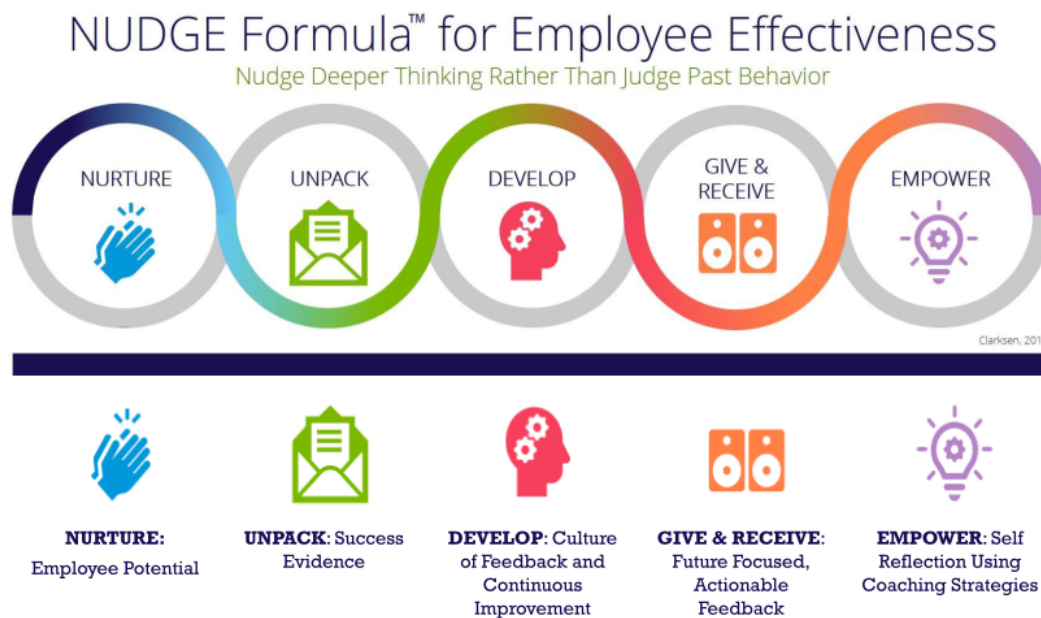 NUDGE Formula™ for Employee Effectiveness
Nudge Deeper Thinking Rather Than Judge Past Behavior
NURTURE
UNPACK
DEVELOP
GIVE &
RECEIVE
EMPOWER
Clarksen, 201
NURTURE:
Employee Potential
UNPACK: Success
Evidence
DEVELOP: Culture
of Feedback and
Continuous
Improvement
GIVE & RECEIVE:
Future Focused,
Actionable
Feedback
EMPOWER: Self
Reflection Using
Coaching Strategies